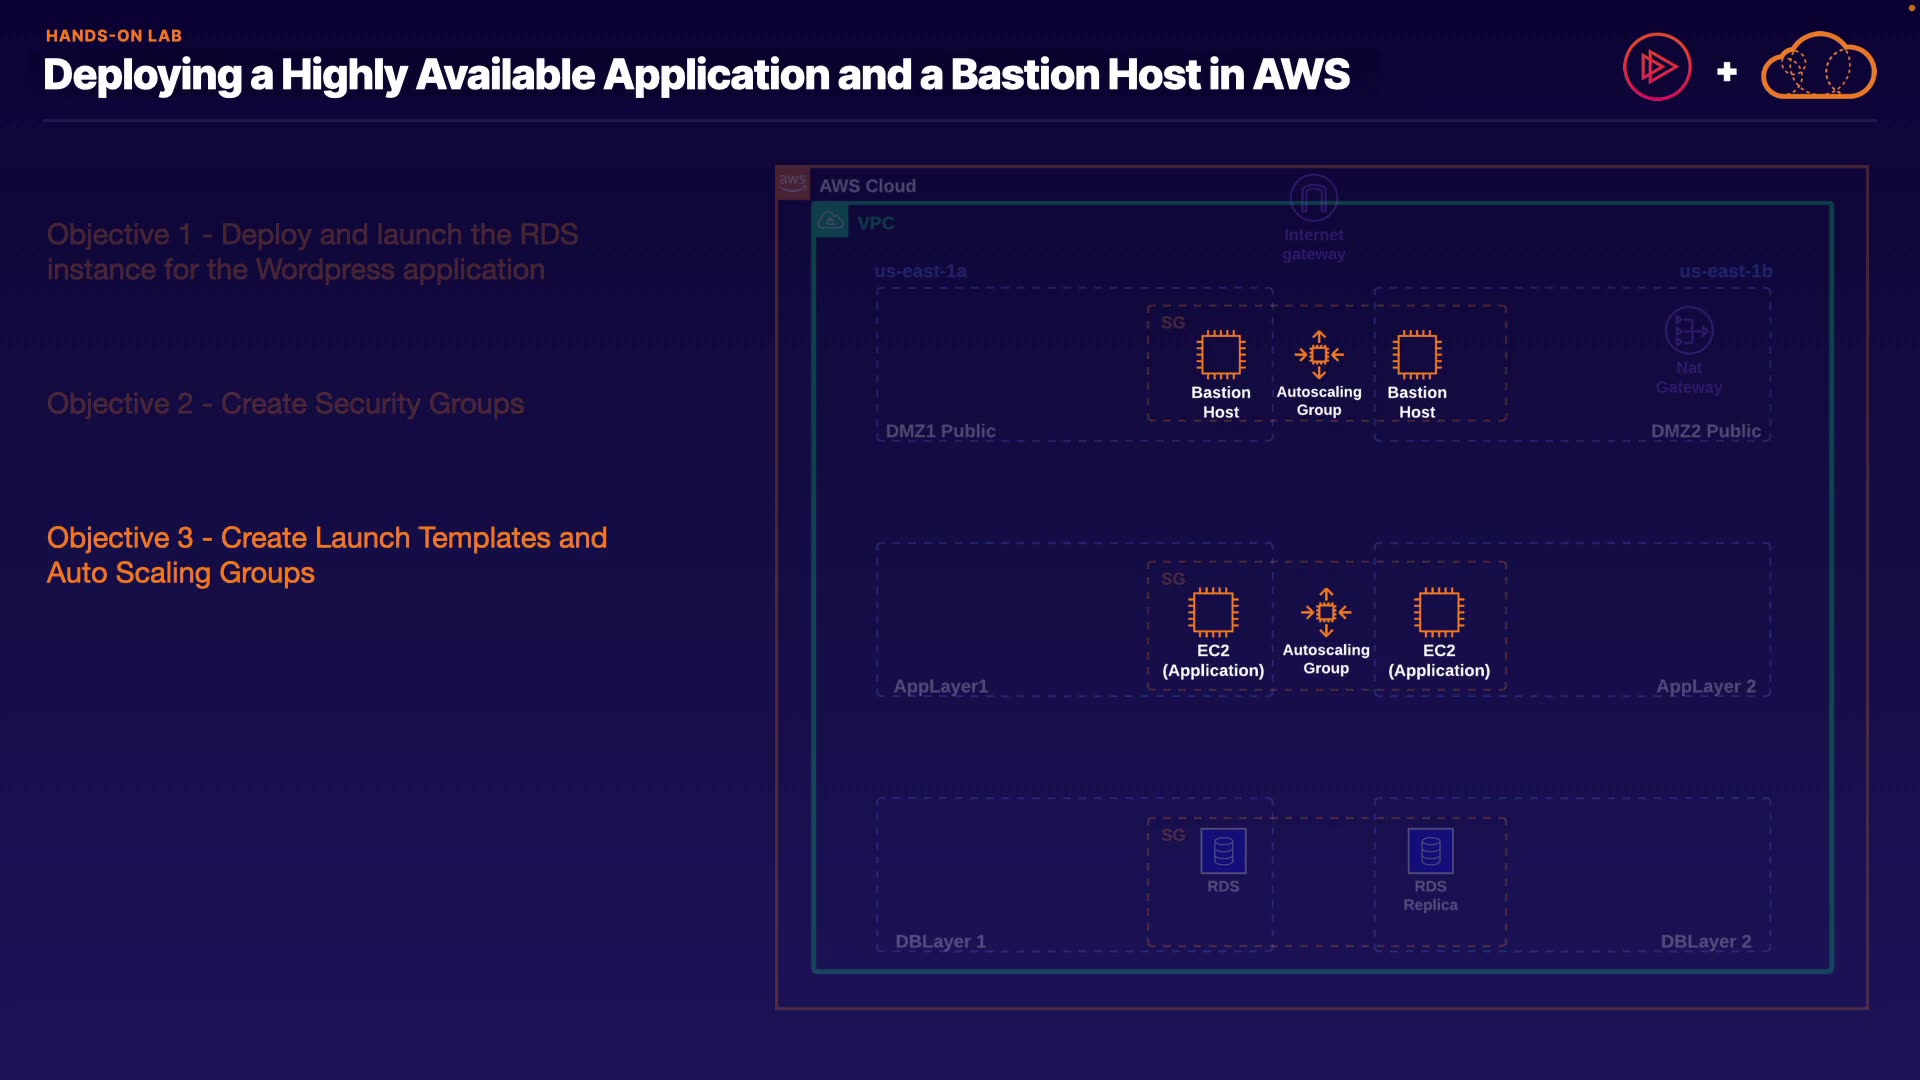 HANDS-ON LAB
Deploying a Highly Available Application and a Bastion Host in AWS
Objective 1 - Deploy and launch the RDS
instance for the Wordpress application
Objective 2 - Create Security Groups
Objective 3 - Create Launch Templates and
Auto Scaling Groups
aws
AWS Cloud
VPC
Internet
gateway
us-east-1a
us-east-1b
SG
Bastion
Host
Autoscaling
Group
Bastion
Host
Nat
Gateway
DMZ1 Public
DMZ2 Public
SG
EC2
(Application)
Autoscaling
Group
EC2
(Application)
AppLayer1
AppLayer 2
SG
RDS
RDS
Replica
DBLayer 1
DBLayer 2